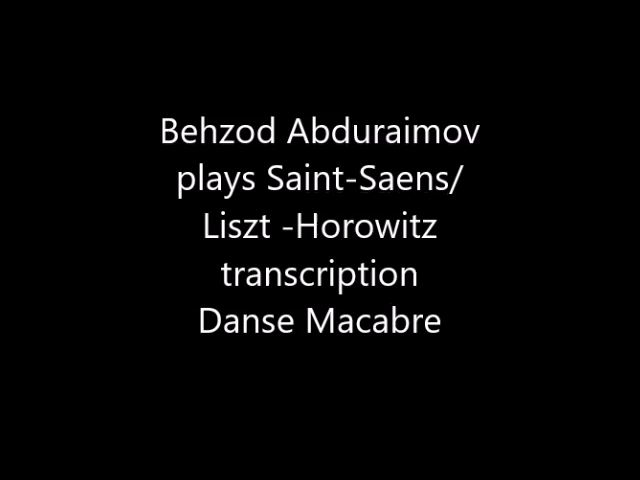 Behzod Abduraimov
plays Saint-Saens/
Liszt -Horowitz
transcription
Danse Macabre